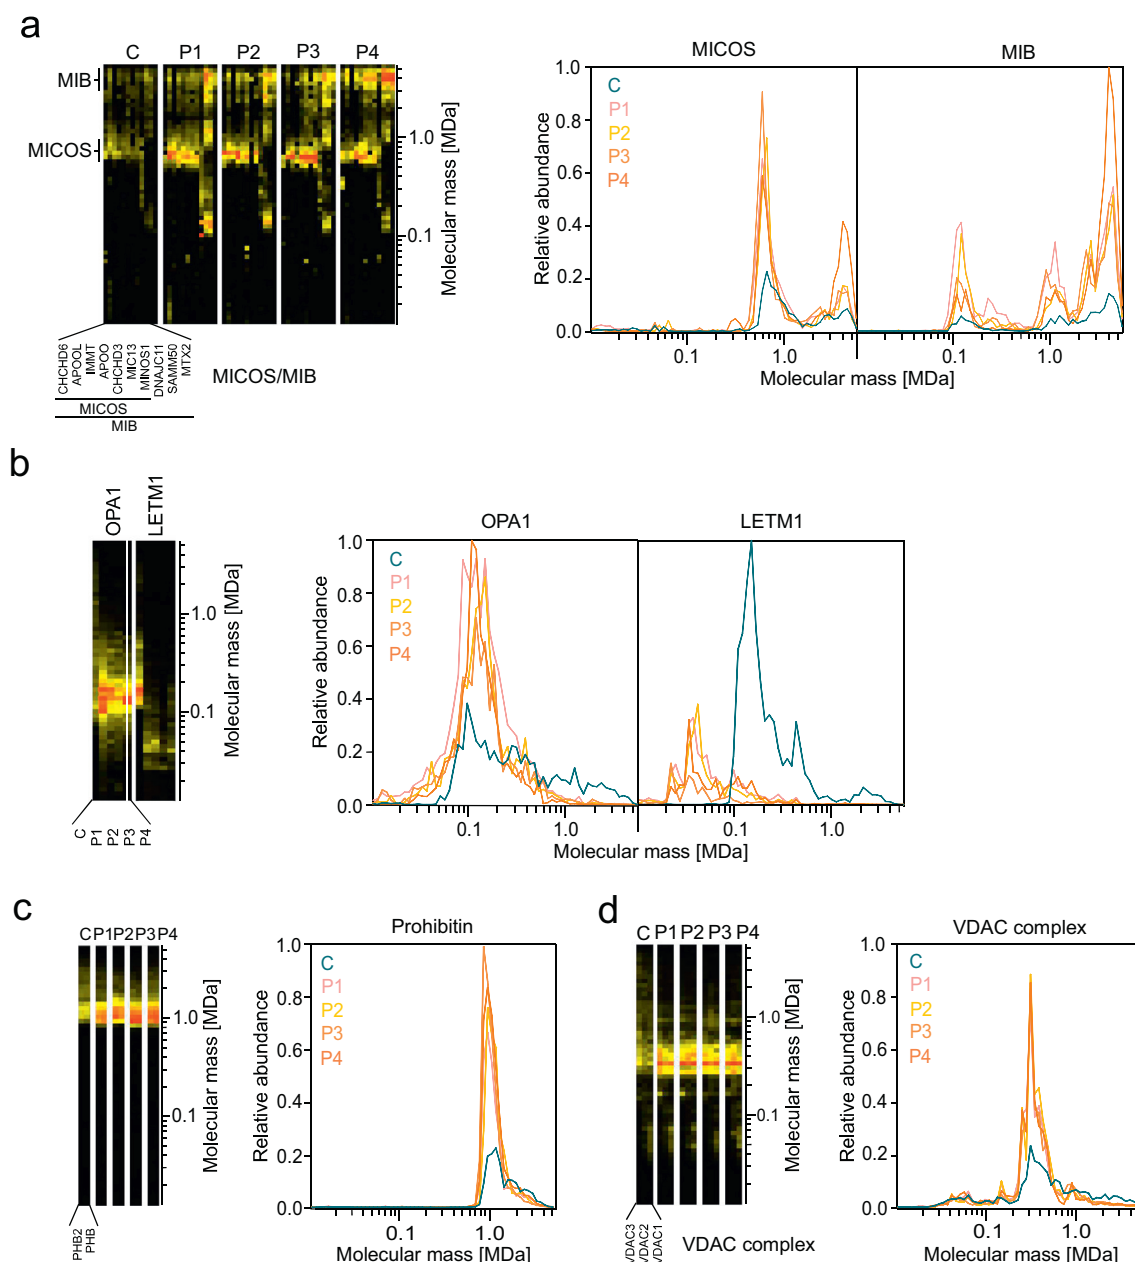 a
C P1 P2 P3 P4
MIB
MICOS
1.0
0.1
Molecular mass [MDa]
CHCHD6
APOOL
IMMT
APOO
CHCHD3
MIC13
MINOS1
DNAJC11
SAMM50
MTX2
MICOS
MIB
MICOS/MIB
MICOS MIB
C
P1
P2
P3
P4
Relative abundance
1.0
0.8
0.6
0.4
0.2
0.0
0.1 1.0 0.1 1.0
Molecular mass [MDa]
b
OPA1
LETM1
1.0
0.1
Molecular mass [MDa]
C
P1
P2
P3
P4
OPA1 LETM1
C
P1
P2
P3
P4
Relative abundance
1.0
0.8
0.6
0.4
0.2
0.0
0.1 1.0 0.1 1.0
Molecular mass [MDa]
c
C P1 P2 P3 P4
1.0
0.1
Molecular mass [MDa]
PHB2
PHB
Prohibitin
C
P1
P2
P3
P4
Relative abundance
1.0
0.8
0.6
0.4
0.2
0.0
0.1 1.0
Molecular mass [MDa]
d
C P1 P2 P3 P4
1.0
0.1
Molecular mass [MDa]
VDAC3
VDAC2
VDAC1
VDAC complex
VDAC complex
C
P1
P2
P3
P4
Relative abundance
1.0
0.8
0.6
0.4
0.2
0.0
0.1 1.0
Molecular mass [MDa]